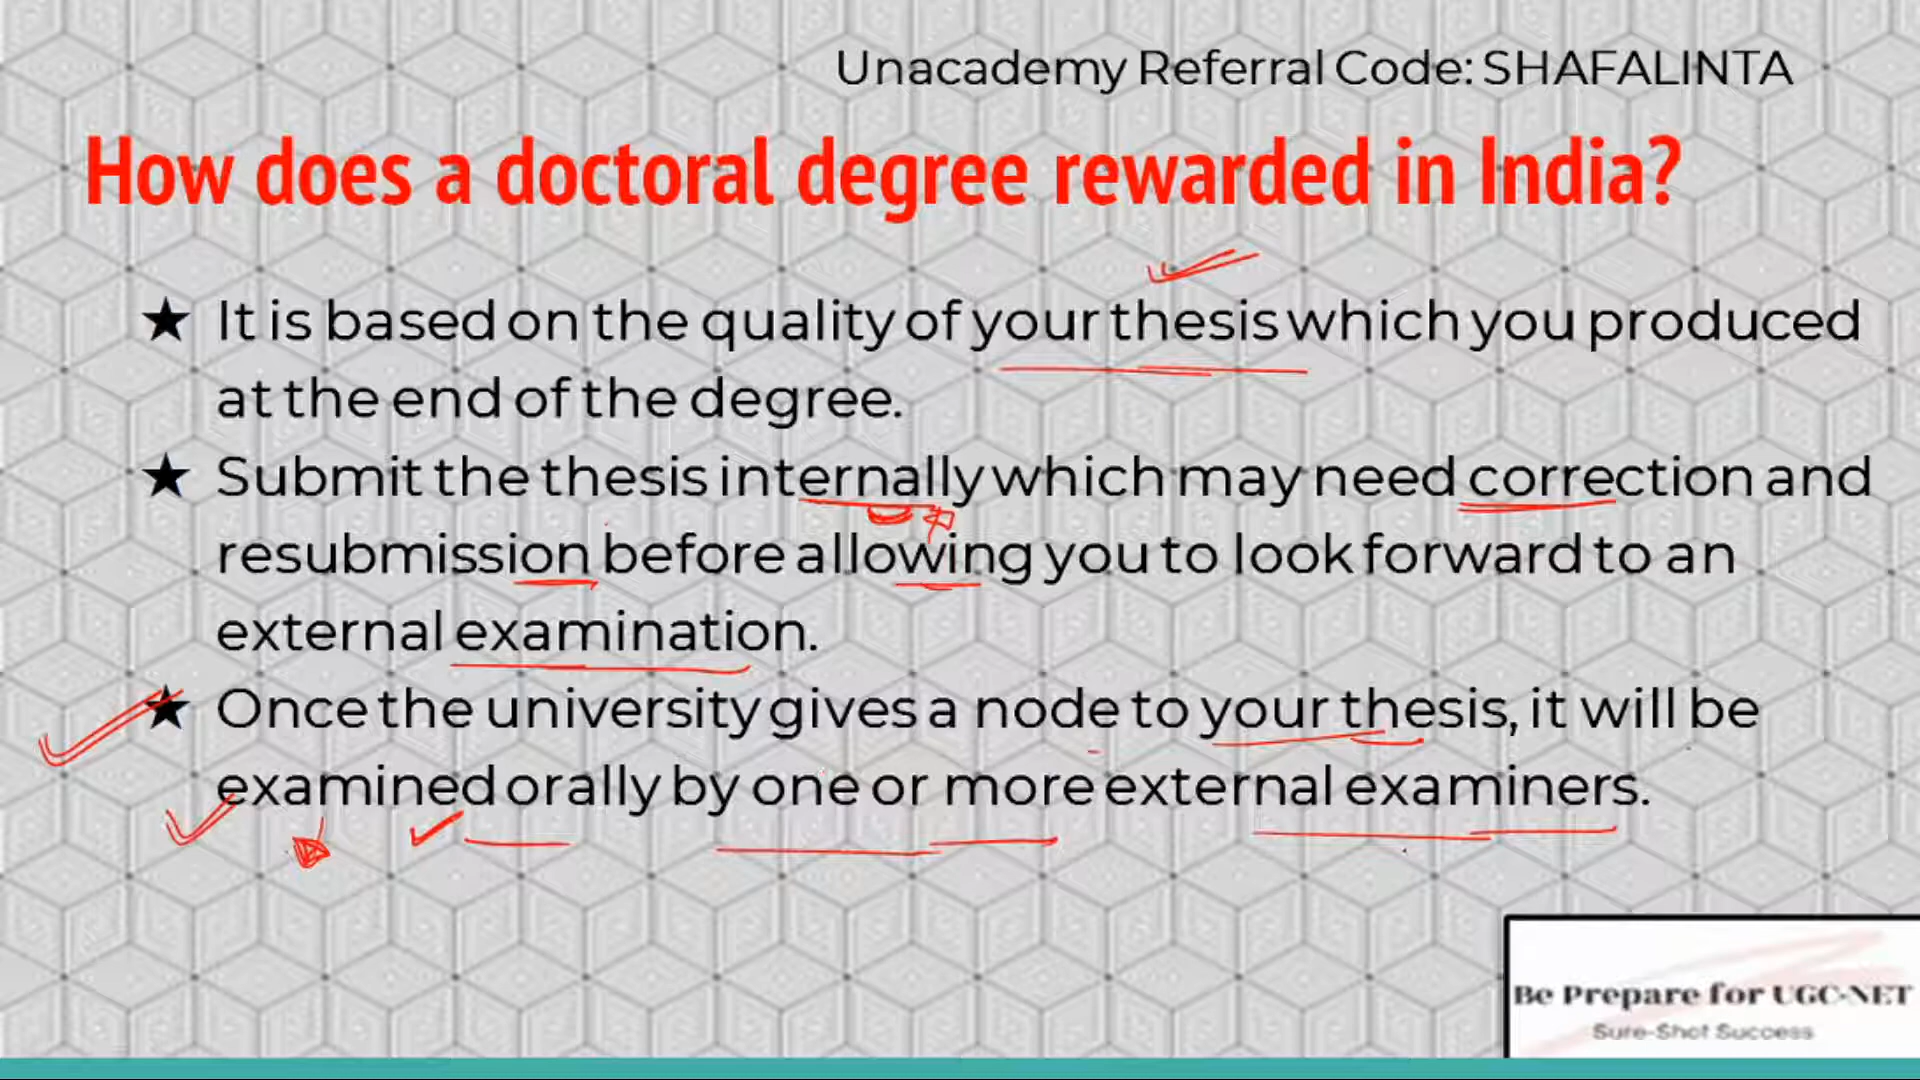 Unacademy Referral Code: SHAFALINTA
How does a doctoral degree rewarded in India?
★ It is based on the quality of your thesis which you produced
at the end of the degree.
★ Submit the thesis internally which may need correction and
resubmission before allowing you to look forward to an
external examination.
★ Once the university gives a node to your thesis, it will be
examined orally by one or more external examiners.
Be Prepare for UGC-NET
Sure-Shot Success